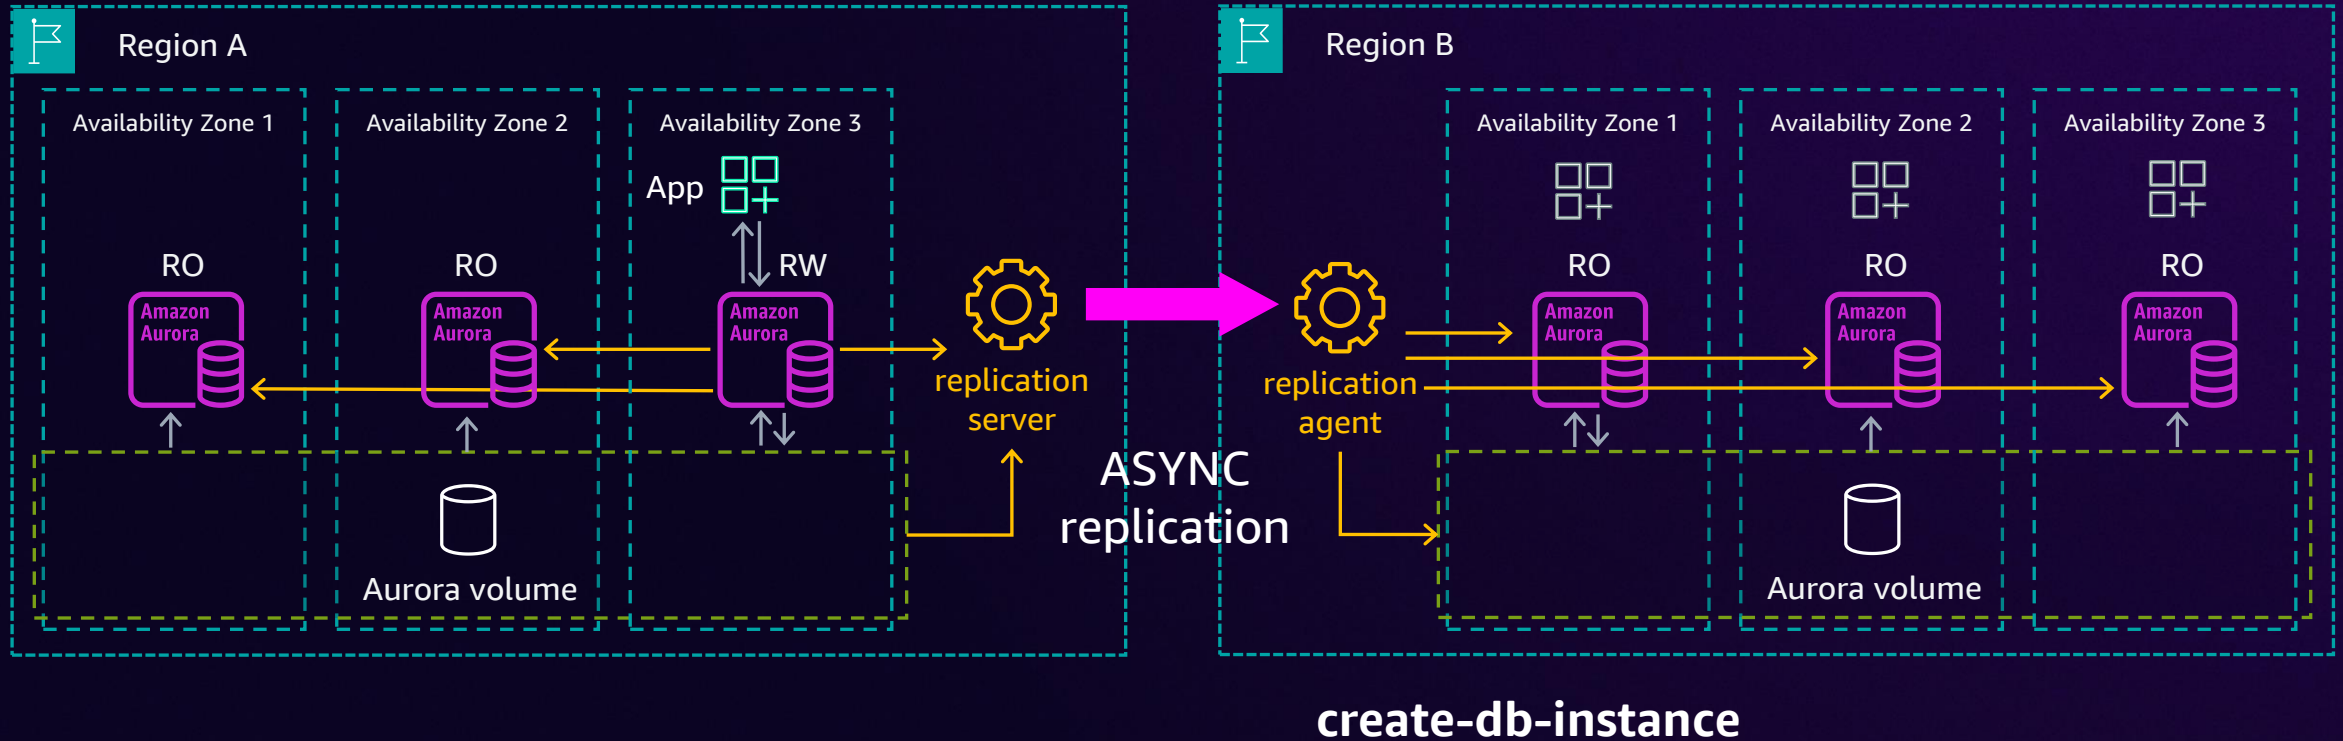 Region A
Availability Zone 1
Availability Zone 2
Availability Zone 3
App
RO
RO
RW
Amazon
Aurora
Amazon
Aurora
Amazon
Aurora
replication
server
Aurora volume
ASYNC
replication
Region B
Availability Zone 1
Availability Zone 2
Availability Zone 3
RO
RO
RO
replication
agent
Amazon
Aurora
Amazon
Aurora
Amazon
Aurora
Aurora volume
create-db-instance